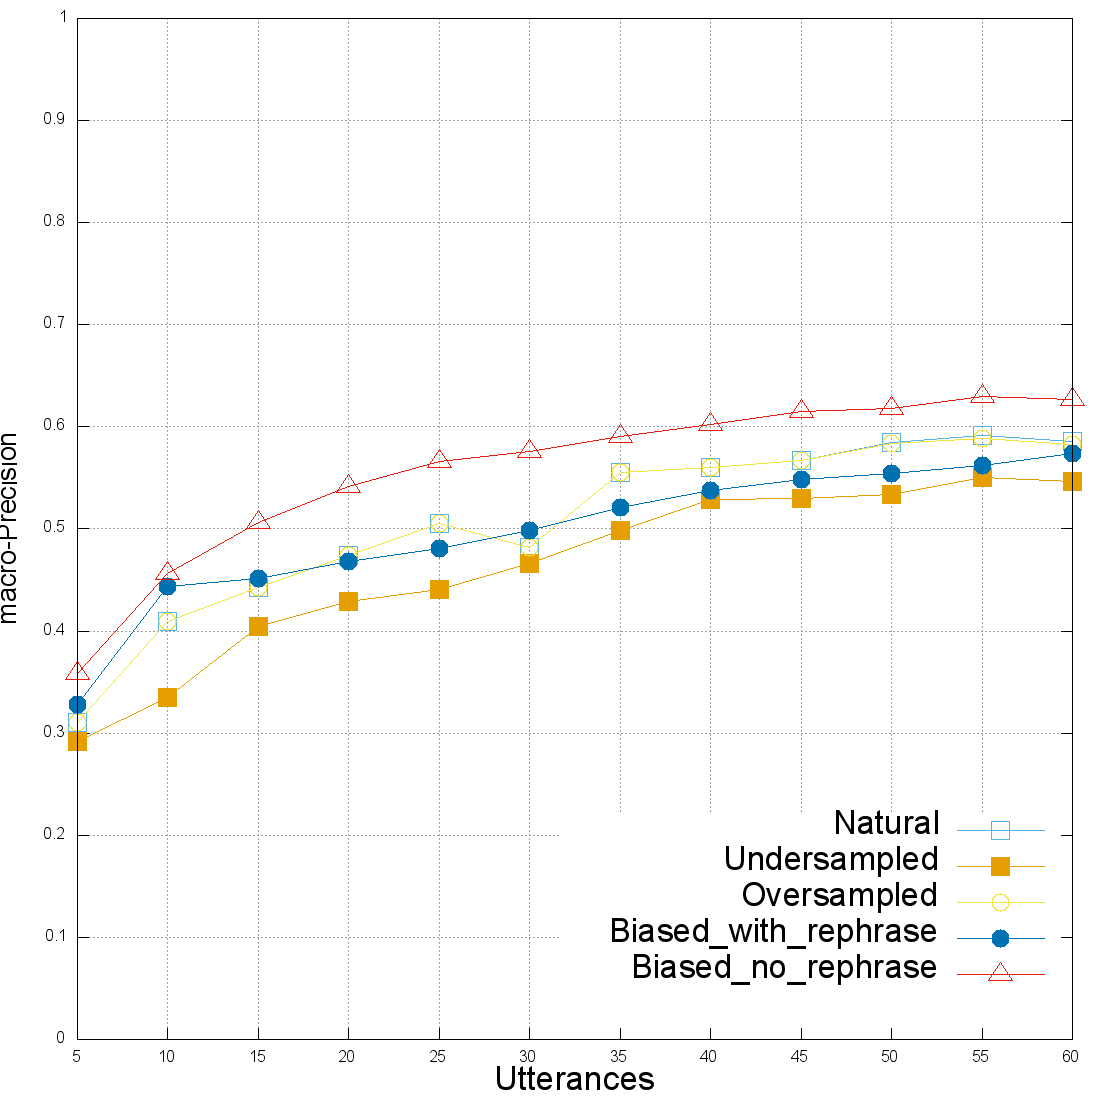 1
0.9
0.8
0.7
0.6
0.5
0.4
0.3
0.2
0.1
0
macro-Precision
Natural
Undersampled
Oversampled
Biased_with_rephrase
Biased_no_rephrase
5 10 15 20 25 30 35 40 45 50 55 60
Utterances